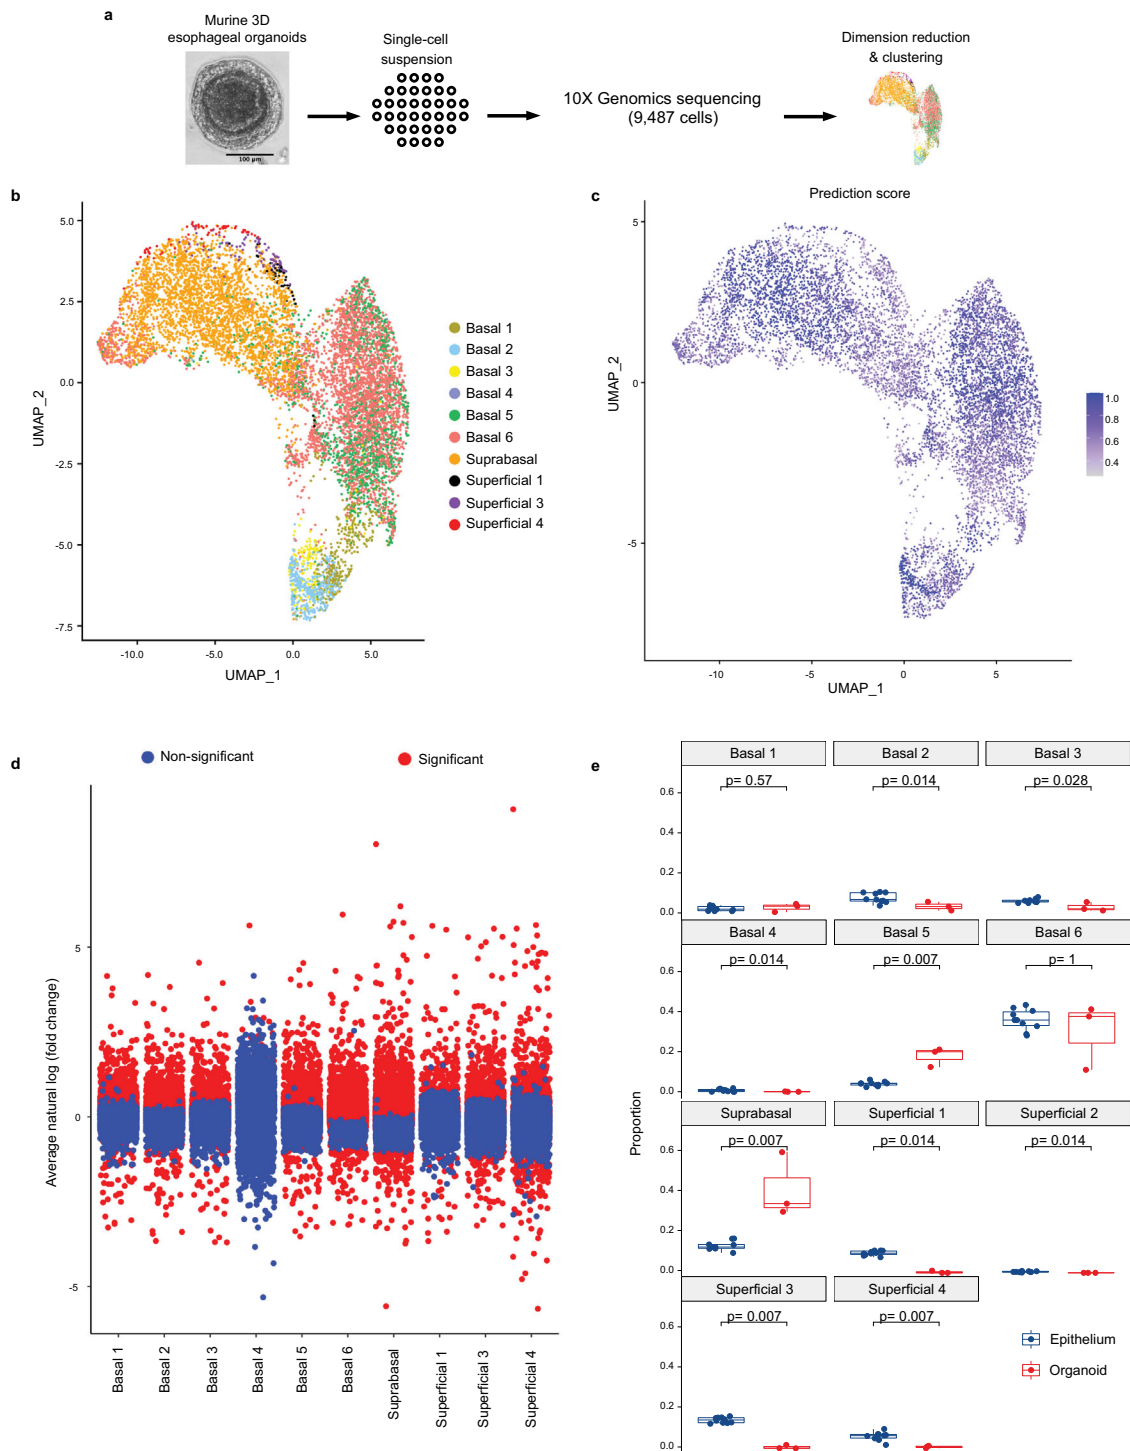 a
Murine 3D
esophageal organoids
100 µm
Single-cell
suspension
10X Genomics sequencing
(9,487 cells)
Dimension reduction
& clustering
b
5.0
2.5
0.0
-2.5
-5.0
-7.5
UMAP_2
-10.0
-5.0
0.0
5.0
UMAP_1
Basal 1
Basal 2
Basal 3
Basal 4
Basal 5
Basal 6
Suprabasal
Superficial 1
Superficial 3
Superficial 4
c
Prediction score
5
0
-5
UMAP_2
-10
-5
0
5
UMAP_1
1.0
0.8
0.6
0.4
d
Non-significant
Significant
5
0
-5
Average natural log (fold change)
Basal 1
Basal 2
Basal 3
Basal 4
Basal 5
Basal 6
Suprabasal
Superficial 1
Superficial 3
Superficial 4
e
Proportion
Basal 1
Basal 2
Basal 3
0.6
0.4
0.2
0.0
p= 0.57
p= 0.014
p= 0.028
Basal 4
Basal 5
Basal 6
0.6
0.4
0.2
0.0
p= 0.014
p= 0.007
p= 1
Suprabasal
Superficial 1
Superficial 2
0.6
0.4
0.2
0.0
p= 0.007
p= 0.014
p= 0.014
Superficial 3
Superficial 4
0.6
0.4
0.2
0.0
p= 0.007
p= 0.007
Epithelium
Organoid